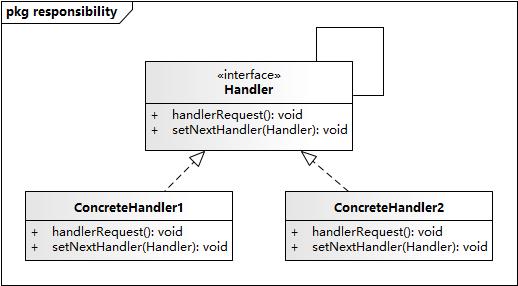 pkg responsibility
«interface»
Handler
+ handlerRequest(): void
+ setNextHandler(Handler): void
ConcreteHandler1
+ handlerRequest(): void
+ setNextHandler(Handler): void
ConcreteHandler2
+ handlerRequest(): void
+ setNextHandler(Handler): void